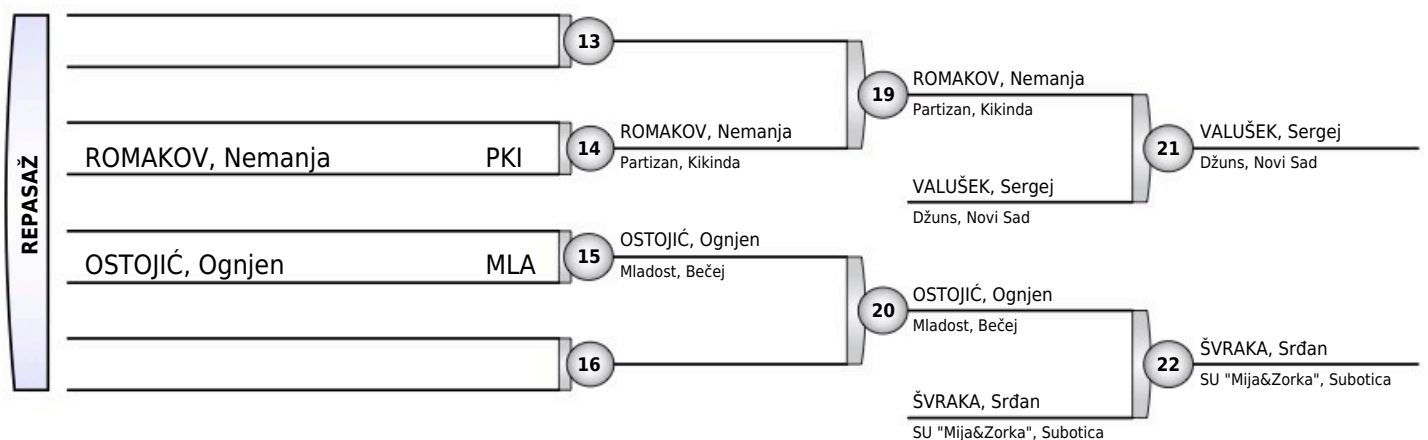 REPASAŽ
13
ROMAKOV, Nemanja PKI
14
OSTOJIĆ, Ognjen MLA
15
16
ROMAKOV, Nemanja
Partizan, Kikinda
OSTOJIĆ, Ognjen
Mladost, Bečej
19
20
ROMAKOV, Nemanja
Partizan, Kikinda
VALUŠEK, Sergej
Džuns, Novi Sad
OSTOJIĆ, Ognjen
Mladost, Bečej
ŠVRAKA, Srđan
SU "Mija&Zorka", Subotica
21
22
VALUŠEK, Sergej
Džuns, Novi Sad
ŠVRAKA, Srđan
SU "Mija&Zorka", Subotica